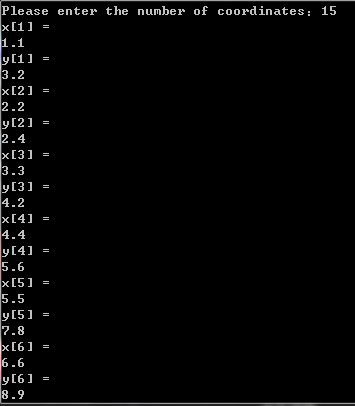 Please enter the number of coordinates: 15
x[1] =
1.1
y[1] =
3.2
x[2] =
2.2
y[2] =
2.4
x[3] =
3.3
y[3] =
4.2
x[4] =
4.4
y[4] =
5.6
x[5] =
5.5
y[5] =
7.8
x[6] =
6.6
y[6] =
8.9